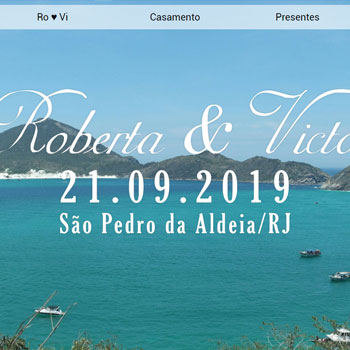 Ro ♥ Vi Casamento Presentes
Roberta & Victo
21.09.2019
São Pedro da Aldeia/RJ